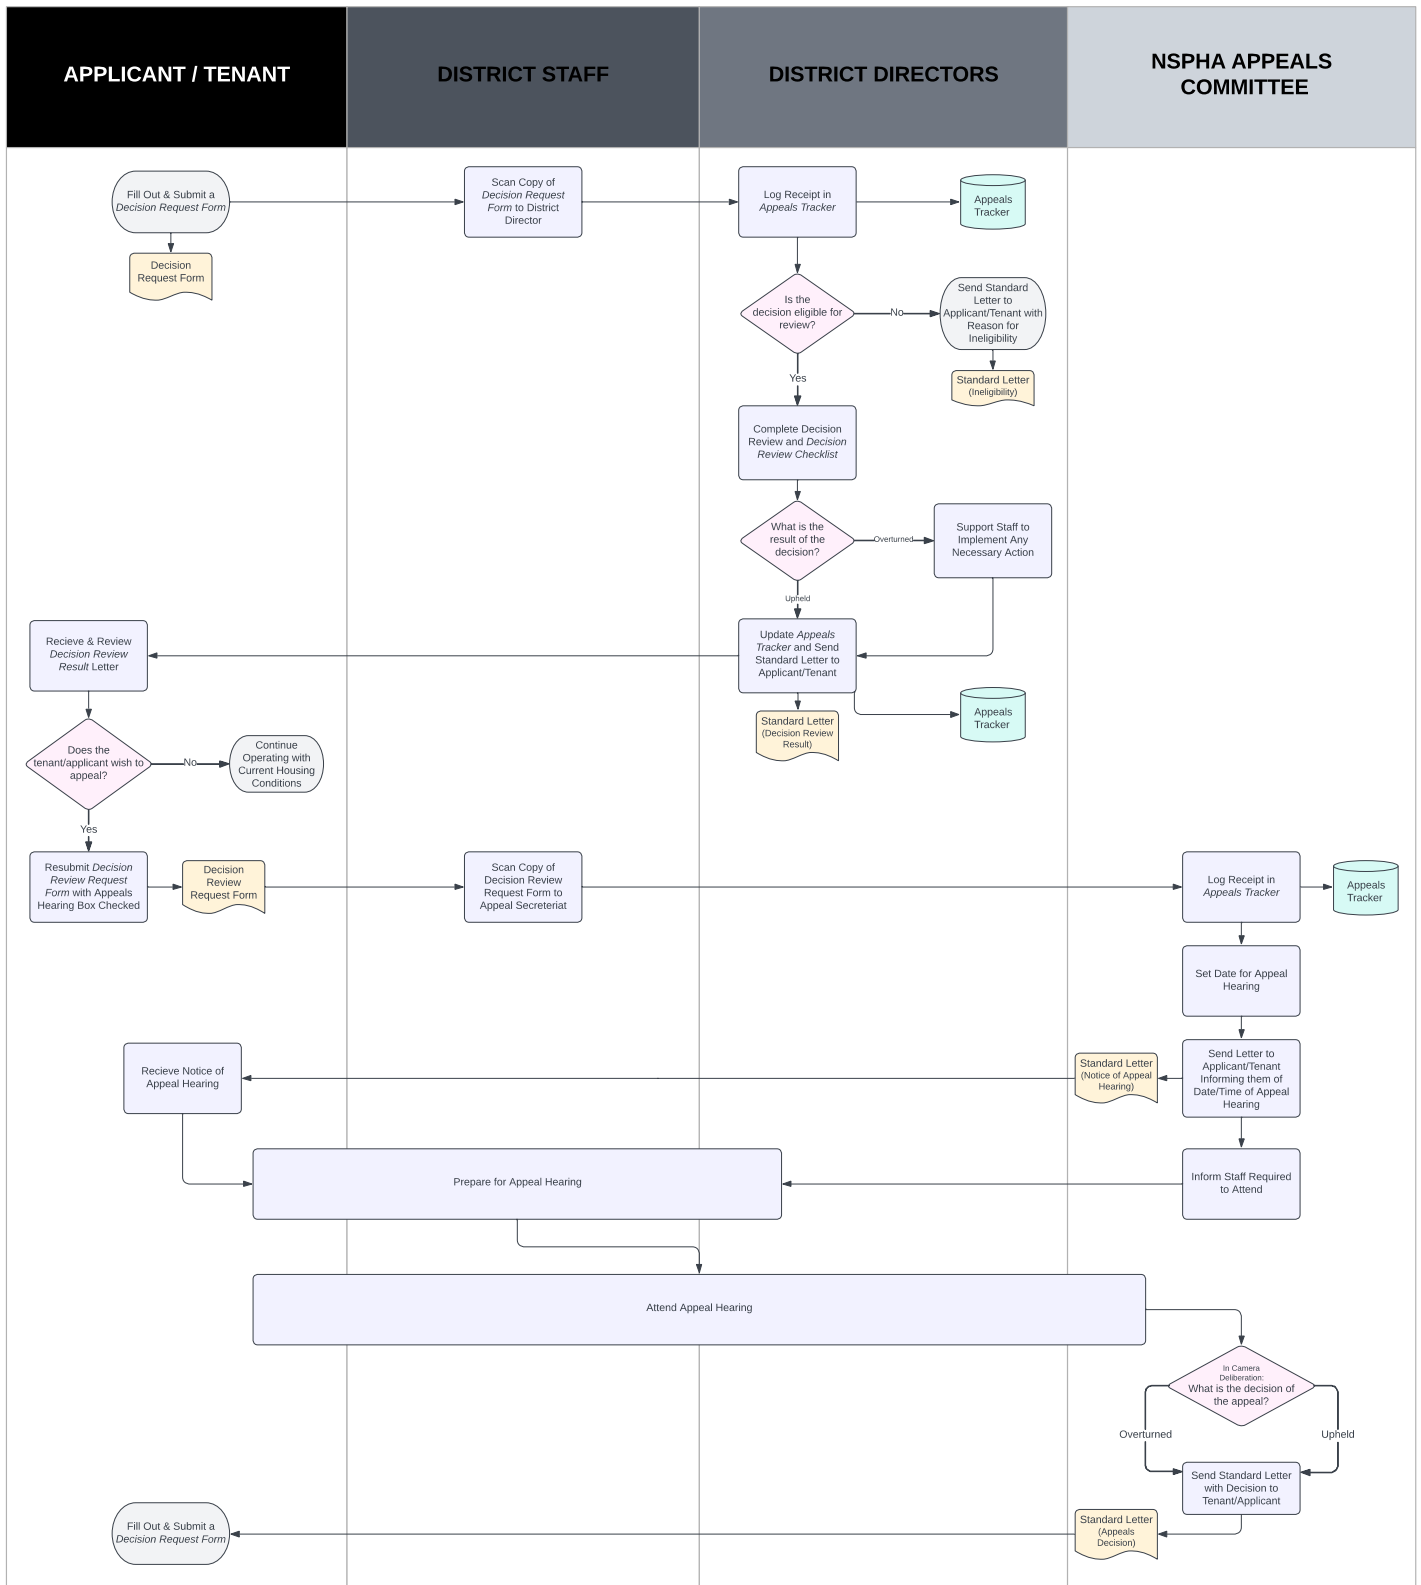 APPLICANT / TENANT
DISTRICT STAFF
DISTRICT DIRECTORS
NSPHA APPEALS
COMMITTEE
Fill Out & Submit a
Decision Request Form
Scan Copy of
Decision Request
Form to District
Director
Log Receipt in
Appeals Tracker
Appeals
Tracker
Decision
Request Form
Is the
decision eligible for
review?
No
Send Standard
Letter to
Applicant/Tenant with
Reason for
Ineligibility
Yes
Standard Letter
(Ineligibility)
Complete Decision
Review and Decision
Review Checklist
What is the
result of the
decision?
Overturned
Support Staff to
Implement Any
Necessary Action
Upheld
Recieve & Review
Decision Review
Result Letter
Update Appeals
Tracker and Send
Standard Letter to
Applicant/Tenant
Standard Letter
(Decision Review
Result)
Appeals
Tracker
Does the
tenant/applicant wish to
appeal?
No
Continue
Operating with
Current Housing
Conditions
Yes
Resubmit Decision
Review Request
Form with Appeals
Hearing Box Checked
Decision
Review
Request Form
Scan Copy of
Decision Review
Request Form to
Appeal Secreteriat
Log Receipt in
Appeals Tracker
Appeals
Tracker
Set Date for Appeal
Hearing
Recieve Notice of
Appeal Hearing
Standard Letter
(Notice of Appeal
Hearing)
Send Letter to
Applicant/Tenant
Informing them of
Date/Time of Appeal
Hearing
Prepare for Appeal Hearing
Inform Staff Required
to Attend
Attend Appeal Hearing
In Camera
Deliberation:
What is the decision of
the appeal?
Overturned
Upheld
Send Standard Letter
with Decision to
Tenant/Applicant
Fill Out & Submit a
Decision Request Form
Standard Letter
(Appeals
Decision)